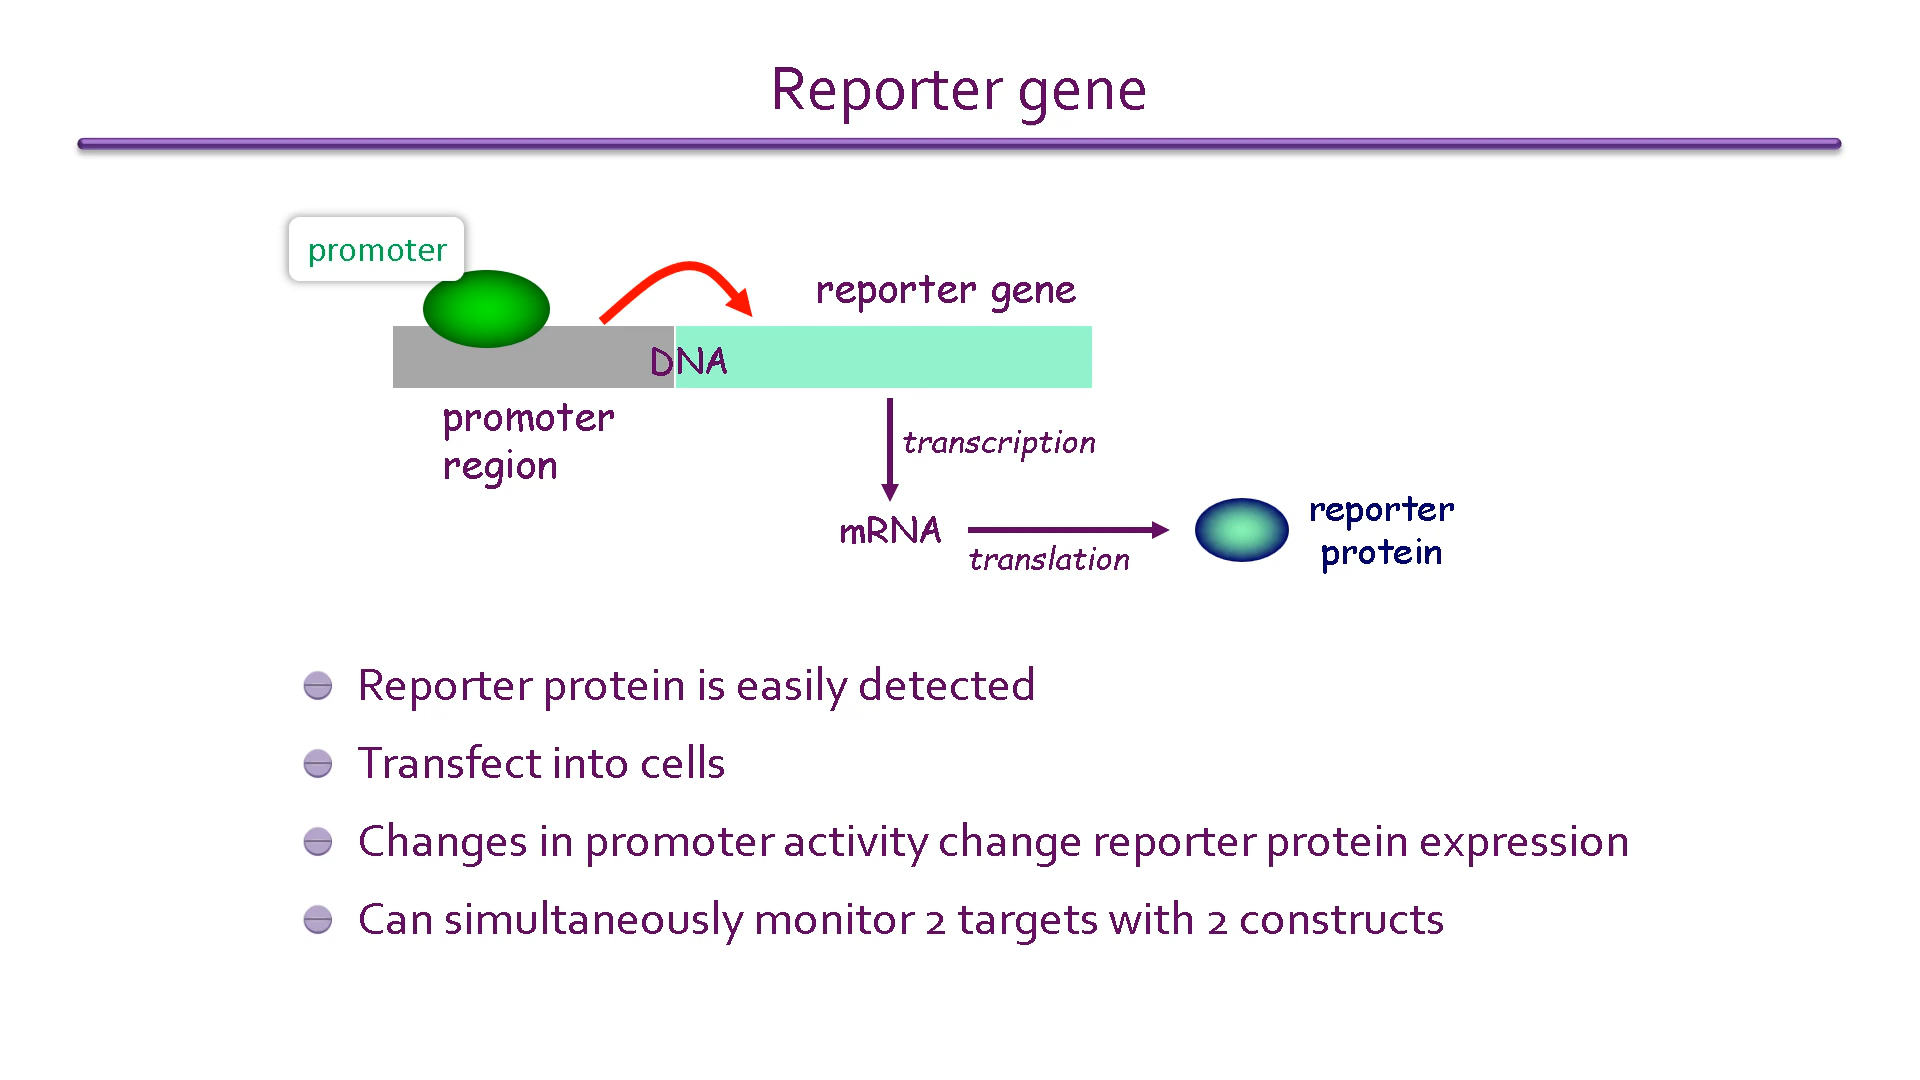 Reporter gene
promoter
reporter gene
DNA
promoter
region
transcription
mRNA
translation
reporter
protein
Reporter protein is easily detected
Transfect into cells
Changes in promoter activity change reporter protein expression
Can simultaneously monitor 2 targets with 2 constructs